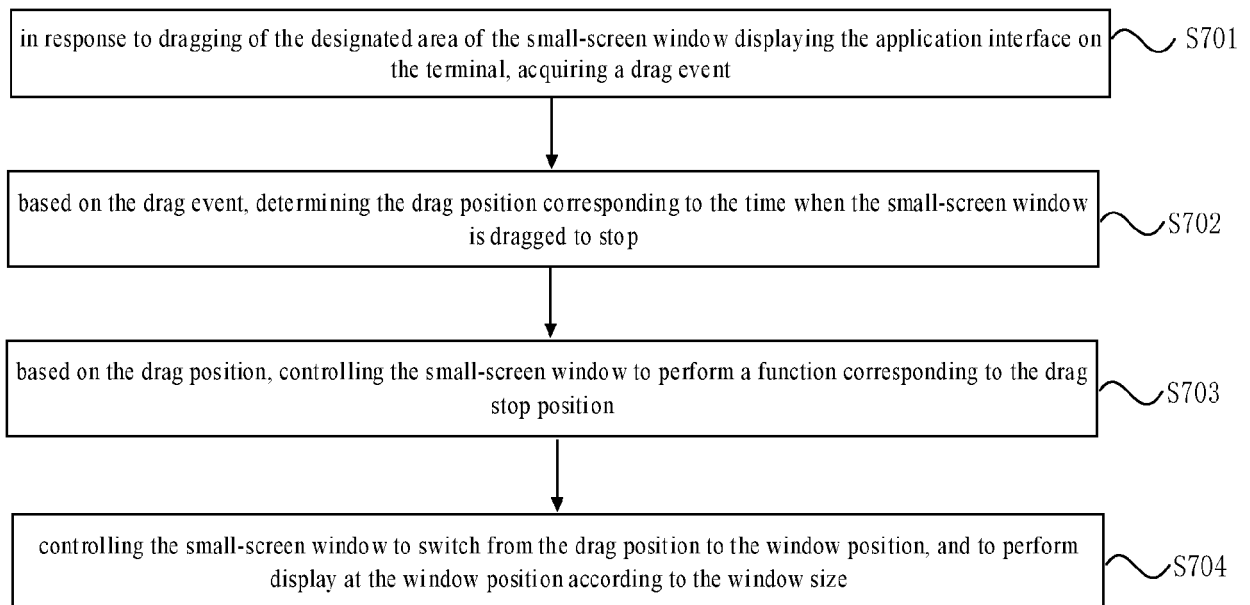 in response to dragging of the designated area of the small-screen window displaying the application interface on
the terminal, acquiring a drag event
S701
based on the drag event, determining the drag position corresponding to the time when the small-screen window
is dragged to stop
S702
based on the drag position, controlling the small-screen window to perform a function corresponding to the drag
stop position
S703
controlling the small-screen window to switch from the drag position to the window position, and to perform
display at the window position according to the window size
S704